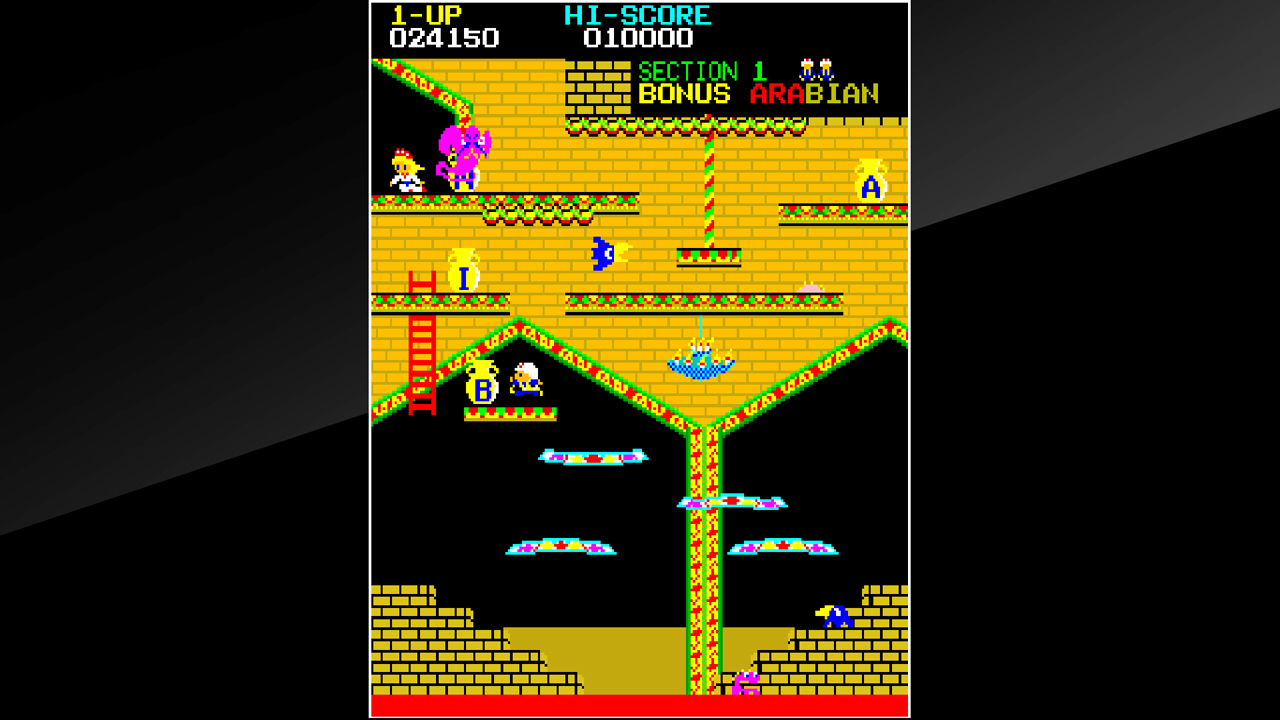 1-UP HI-SCORE
024150 010000
SECTION 1
BONUS ARABIAN
A
I
B